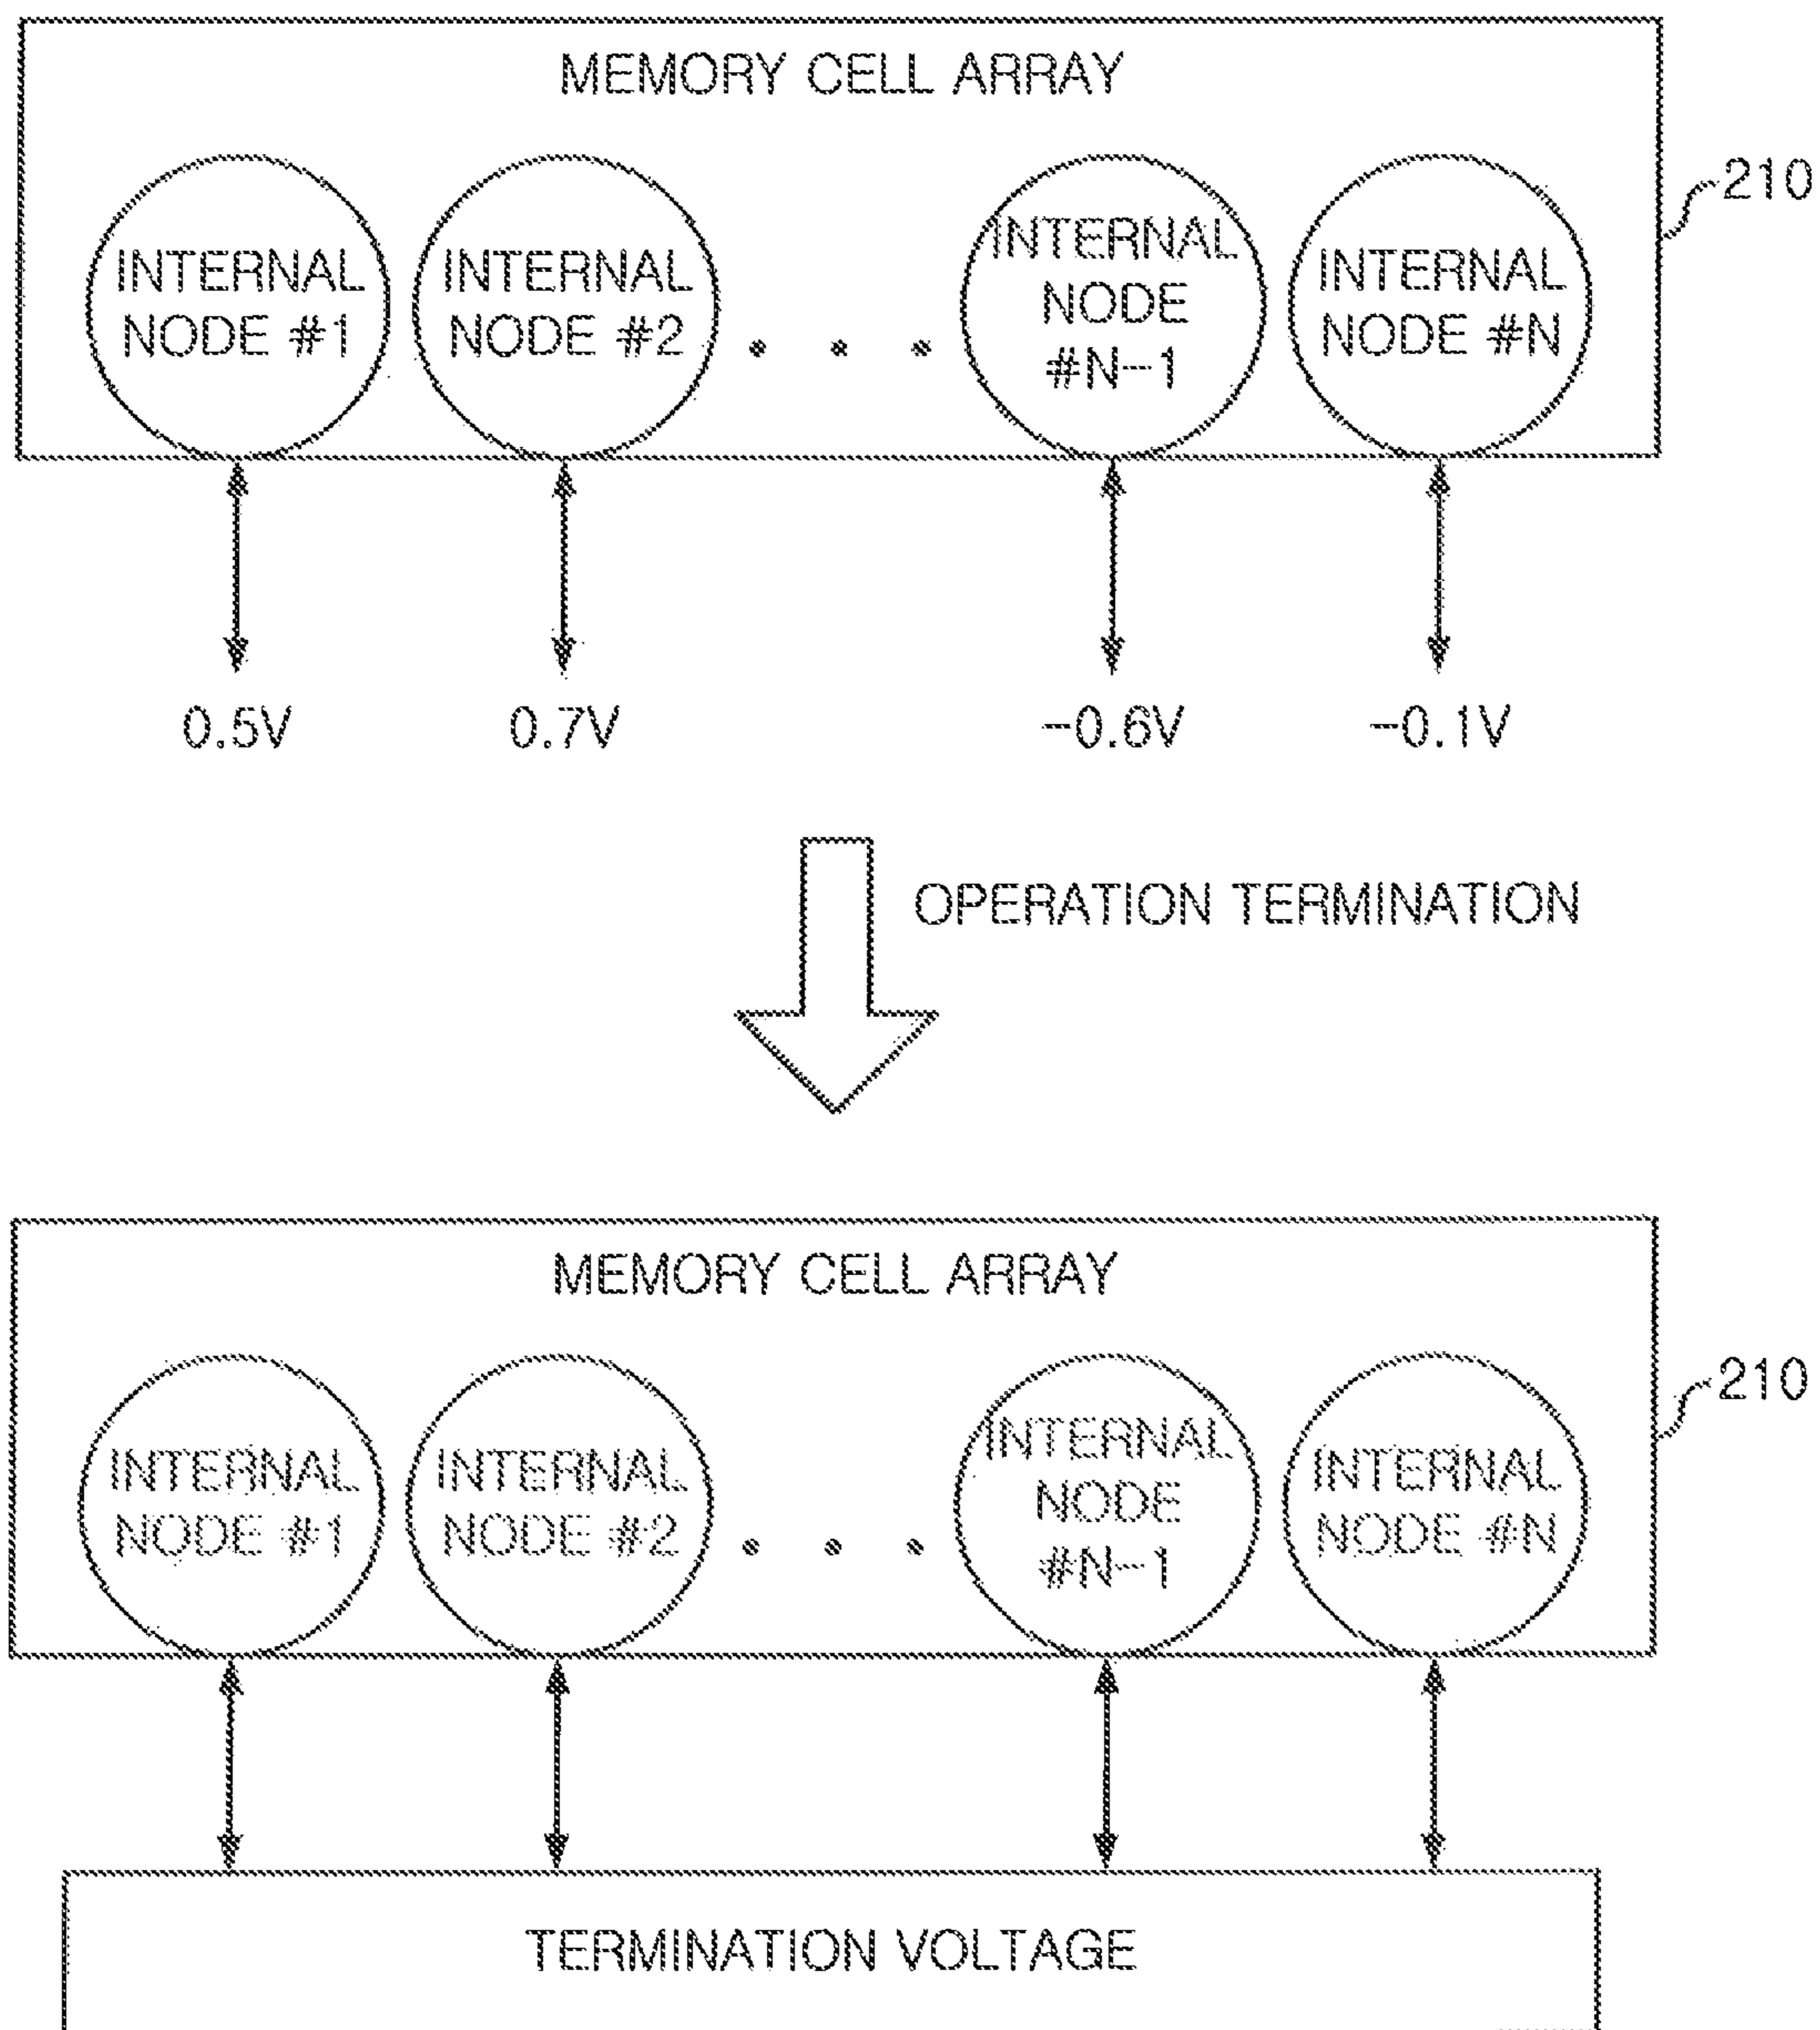 MEMORY CELL ARRAY
210
INTERNAL
NODE #1
INTERNAL
NODE #2
. . .
INTERNAL
NODE
#N-1
INTERNAL
NODE #N
0.5V
0.7V
-0.6V
-0.1V
OPERATION TERMINATION
MEMORY CELL ARRAY
210
INTERNAL
NODE #1
INTERNAL
NODE #2
. . .
INTERNAL
NODE
#N-1
INTERNAL
NODE #N
TERMINATION VOLTAGE